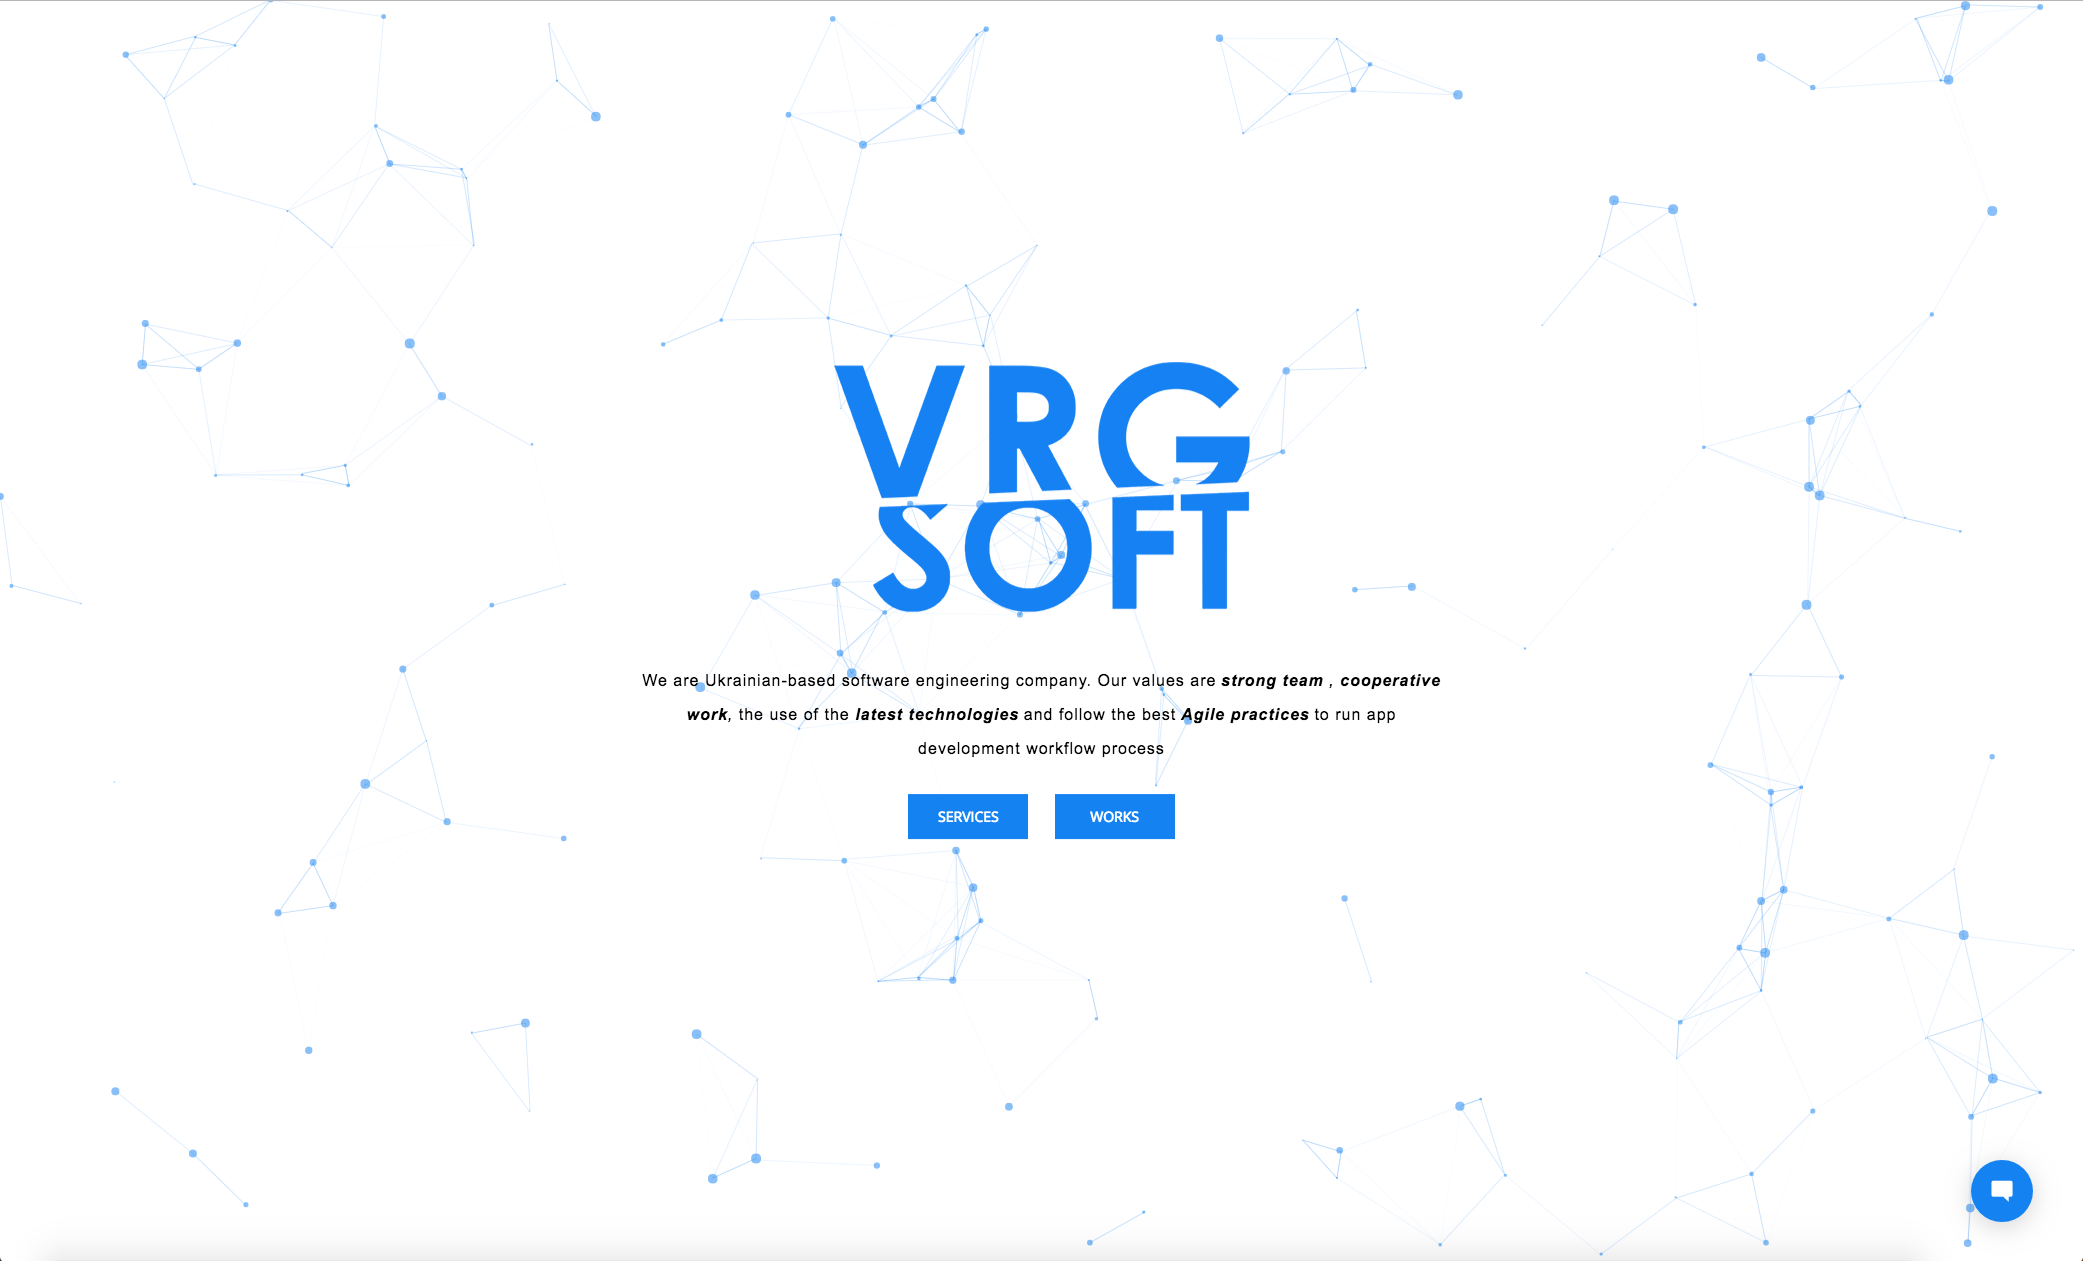 VRG
SOFT
We are Ukrainian-based software engineering company. Our values are strong team , cooperative
work, the use of the latest technologies and follow the best Agile practices to run app
development workflow process
SERVICES WORKS